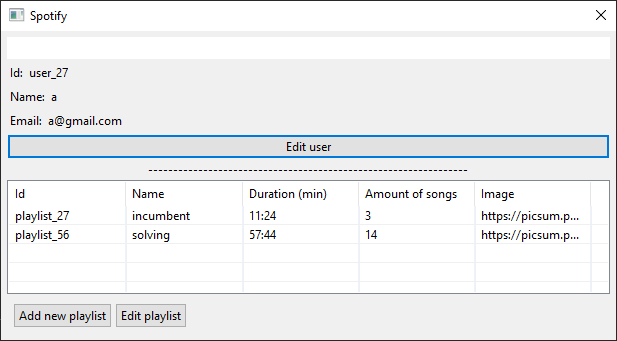 Spotify
Id: user_27
Name: a
Email: a@gmail.com
Edit user
----------------------------------------------------------------
Id Name Duration (min) Amount of songs Image
playlist_27 incumbent 11:24 3 https://picsum.p...
playlist_56 solving 57:44 14 https://picsum.p...
Add new playlist Edit playlist